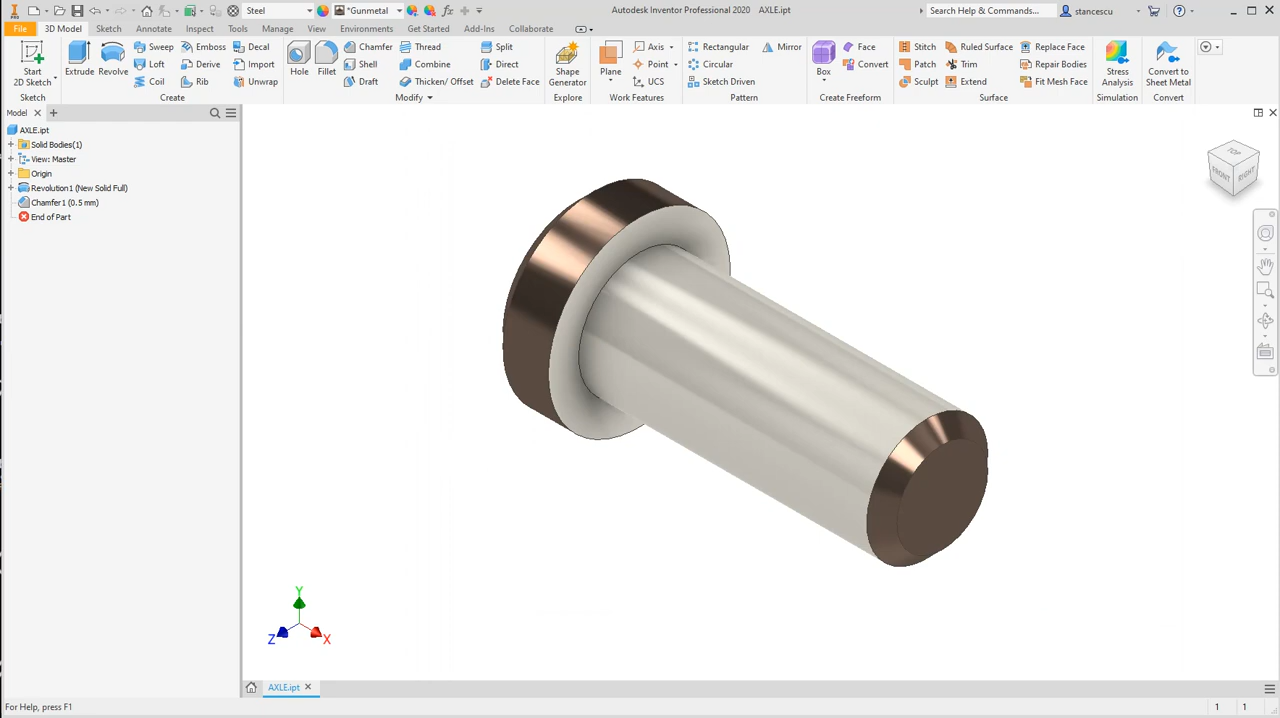 PRO Steel *Gunmetal fx Autodesk Inventor Professional 2020 AXLE.ipt Search Help & Commands... stancescu
File 3D Model Sketch Annotate Inspect Tools Manage View Environments Get Started Add-Ins Collaborate
Start
2D Sketch
Sketch
Extrude Revolve
Sweep Emboss Decal
Loft Derive Import
Coil Rib Unwrap
Create
Hole Fillet
Chamfer Thread Split
Shell Combine Direct
Draft Thicken/ Offset Delete Face
Modify
Shape
Generator
Explore
Plane
Axis
Point
UCS
Work Features
Rectangular Mirror
Circular
Sketch Driven
Pattern
Box
Face
Convert
Create Freeform
Stitch Ruled Surface Replace Face
Patch Trim Repair Bodies
Sculpt Extend Fit Mesh Face
Surface
Stress
Analysis
Simulation
Convert to
Sheet Metal
Convert
Model
AXLE.ipt
Solid Bodies(1)
View: Master
Origin
Revolution1 (New Solid Full)
Chamfer1 (0.5 mm)
End of Part
TOP
FRONT RIGHT
Y
Z X
AXLE.ipt
For Help, press F1 1 1